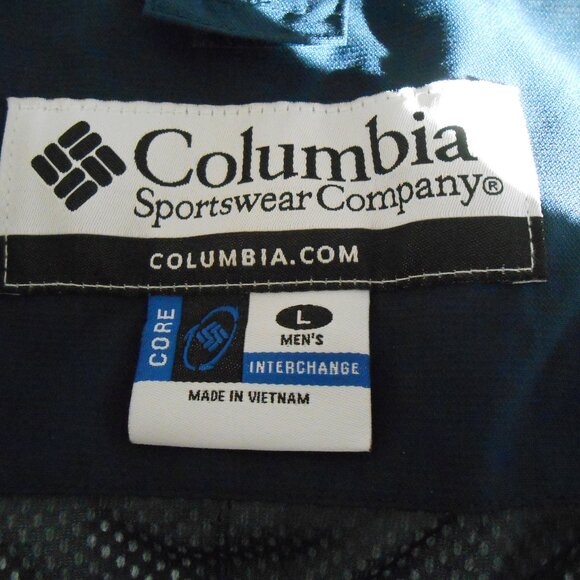 Columbia
Sportswear Company®
COLUMBIA.COM
CORE
L
MEN'S
INTERCHANGE
MADE IN VIETNAM